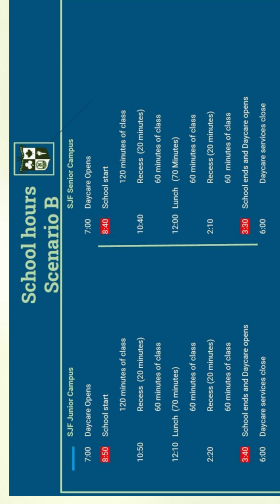 School hours
Scenario B
SJF Junior Campus
7:00 Daycare Opens
8:50 School start
120 minutes of class
10:50 Recess (20 minutes)
60 minutes of class
12:10 Lunch (70 minutes)
60 minutes of class
2:20 Recess (20 minutes)
60 minutes of class
3:40 School ends and Daycare opens
6:00 Daycare services close
SJF Senior Campus
7:00 Daycare Opens
8:40 School start
120 minutes of class
10:40 Recess (20 minutes)
60 minutes of class
12:00 Lunch (70 Minutes)
60 minutes of class
2:10 Recess (20 minutes)
60 minutes of class
3:30 School ends and Daycare opens
6:00 Daycare services close